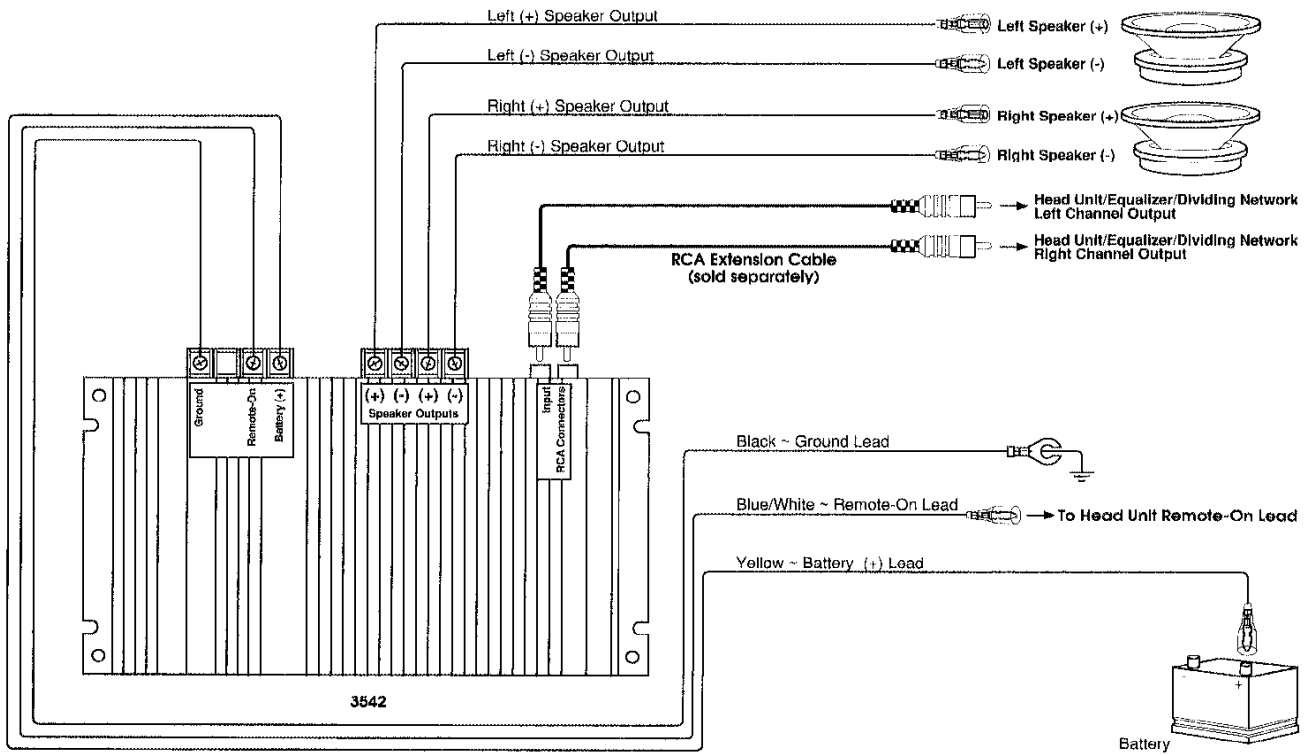 Left (+) Speaker Output
Left Speaker (+)
Left (-) Speaker Output
Left Speaker (-)
Right (+) Speaker Output
Right Speaker (+)
Right (-) Speaker Output
Right Speaker (-)
Head Unit/Equalizer/Dividing Network
Left Channel Output
Head Unit/Equalizer/Dividing Network
Right Channel Output
RCA Extension Cable
(sold separately)
Ground
Remote-On
Battery (+)
(+) (-) (+) (-)
Speaker Outputs
Input
RCA Connectors
Black ~ Ground Lead
Blue/White ~ Remote-On Lead
To Head Unit Remote-On Lead
Yellow ~ Battery (+) Lead
- +
3542
Battery